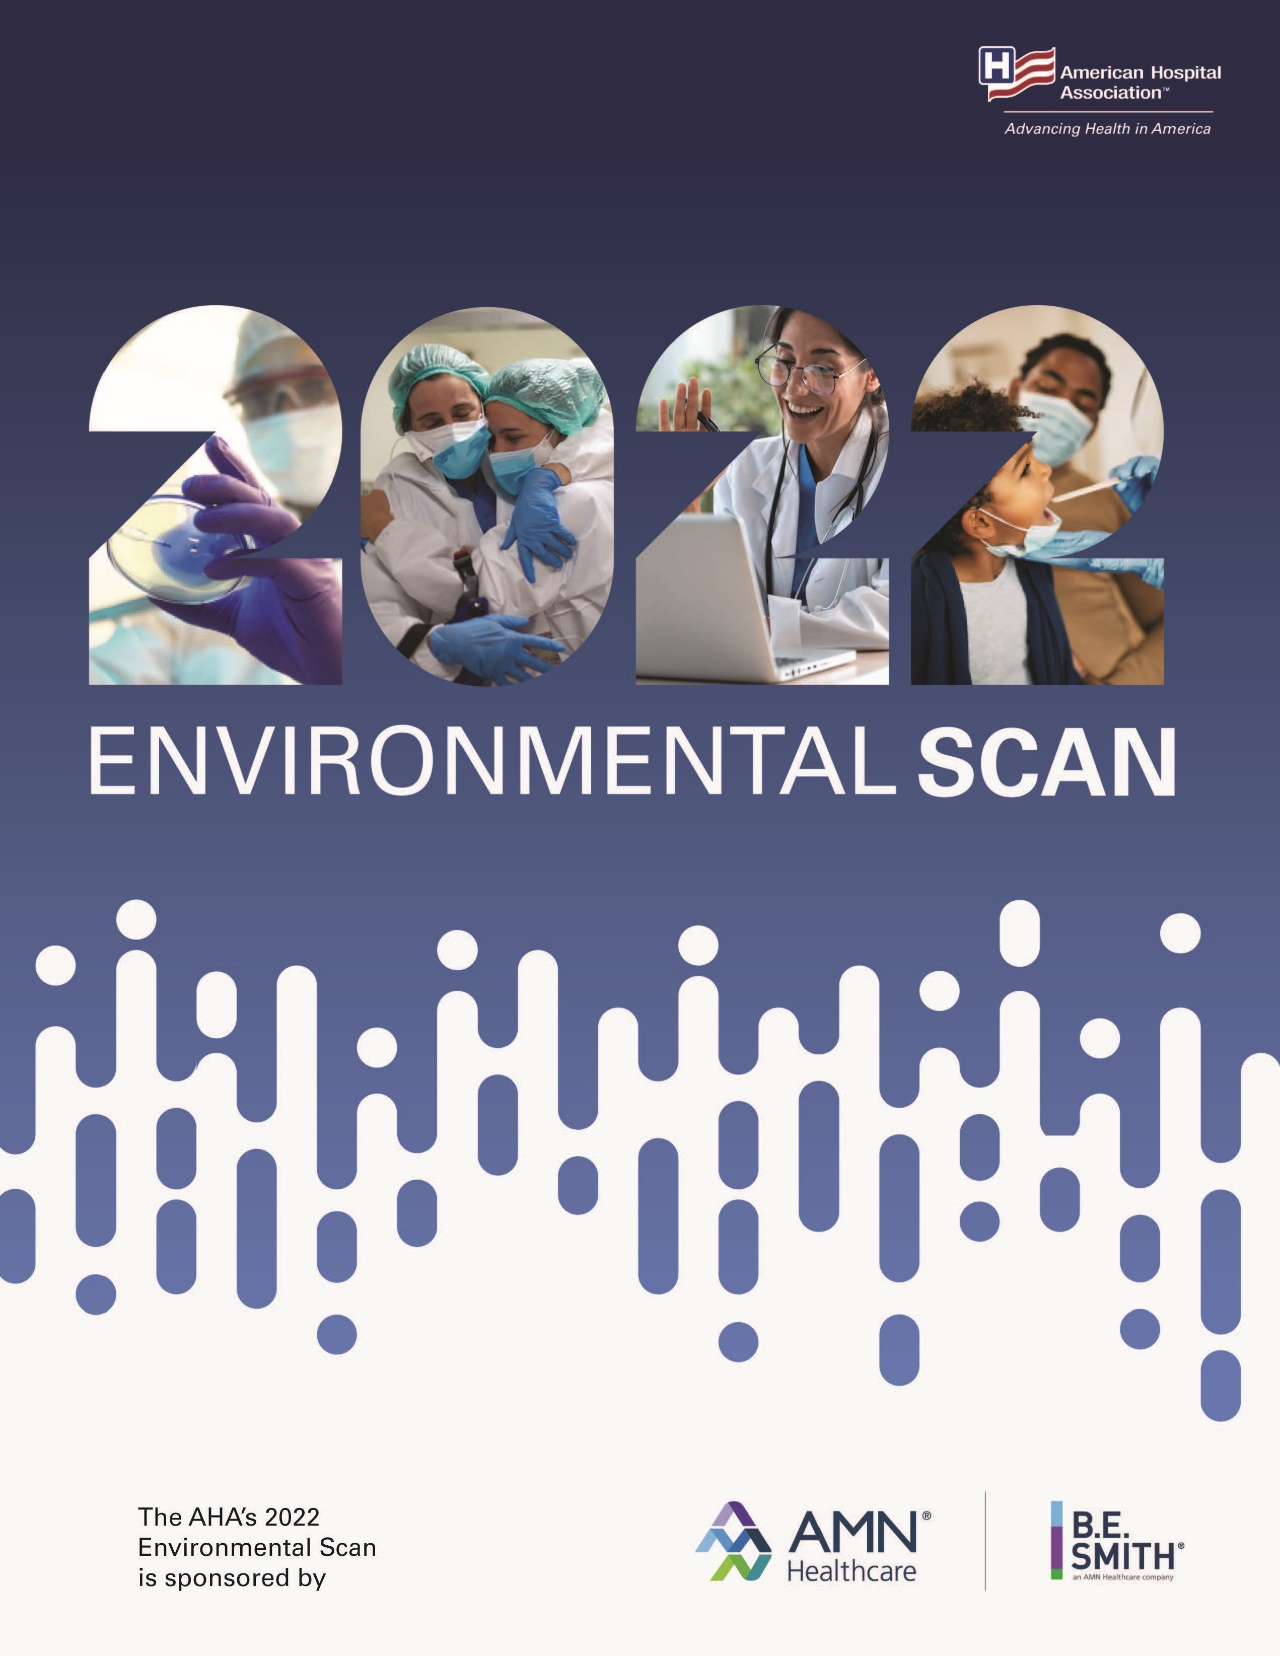 H
American Hospital
Association™
Advancing Health in America
2022
ENVIRONMENTAL SCAN
The AHA's 2022
Environmental Scan
is sponsored by
AMN®
Healthcare
B.E.
SMITH®
an AMN Healthcare company